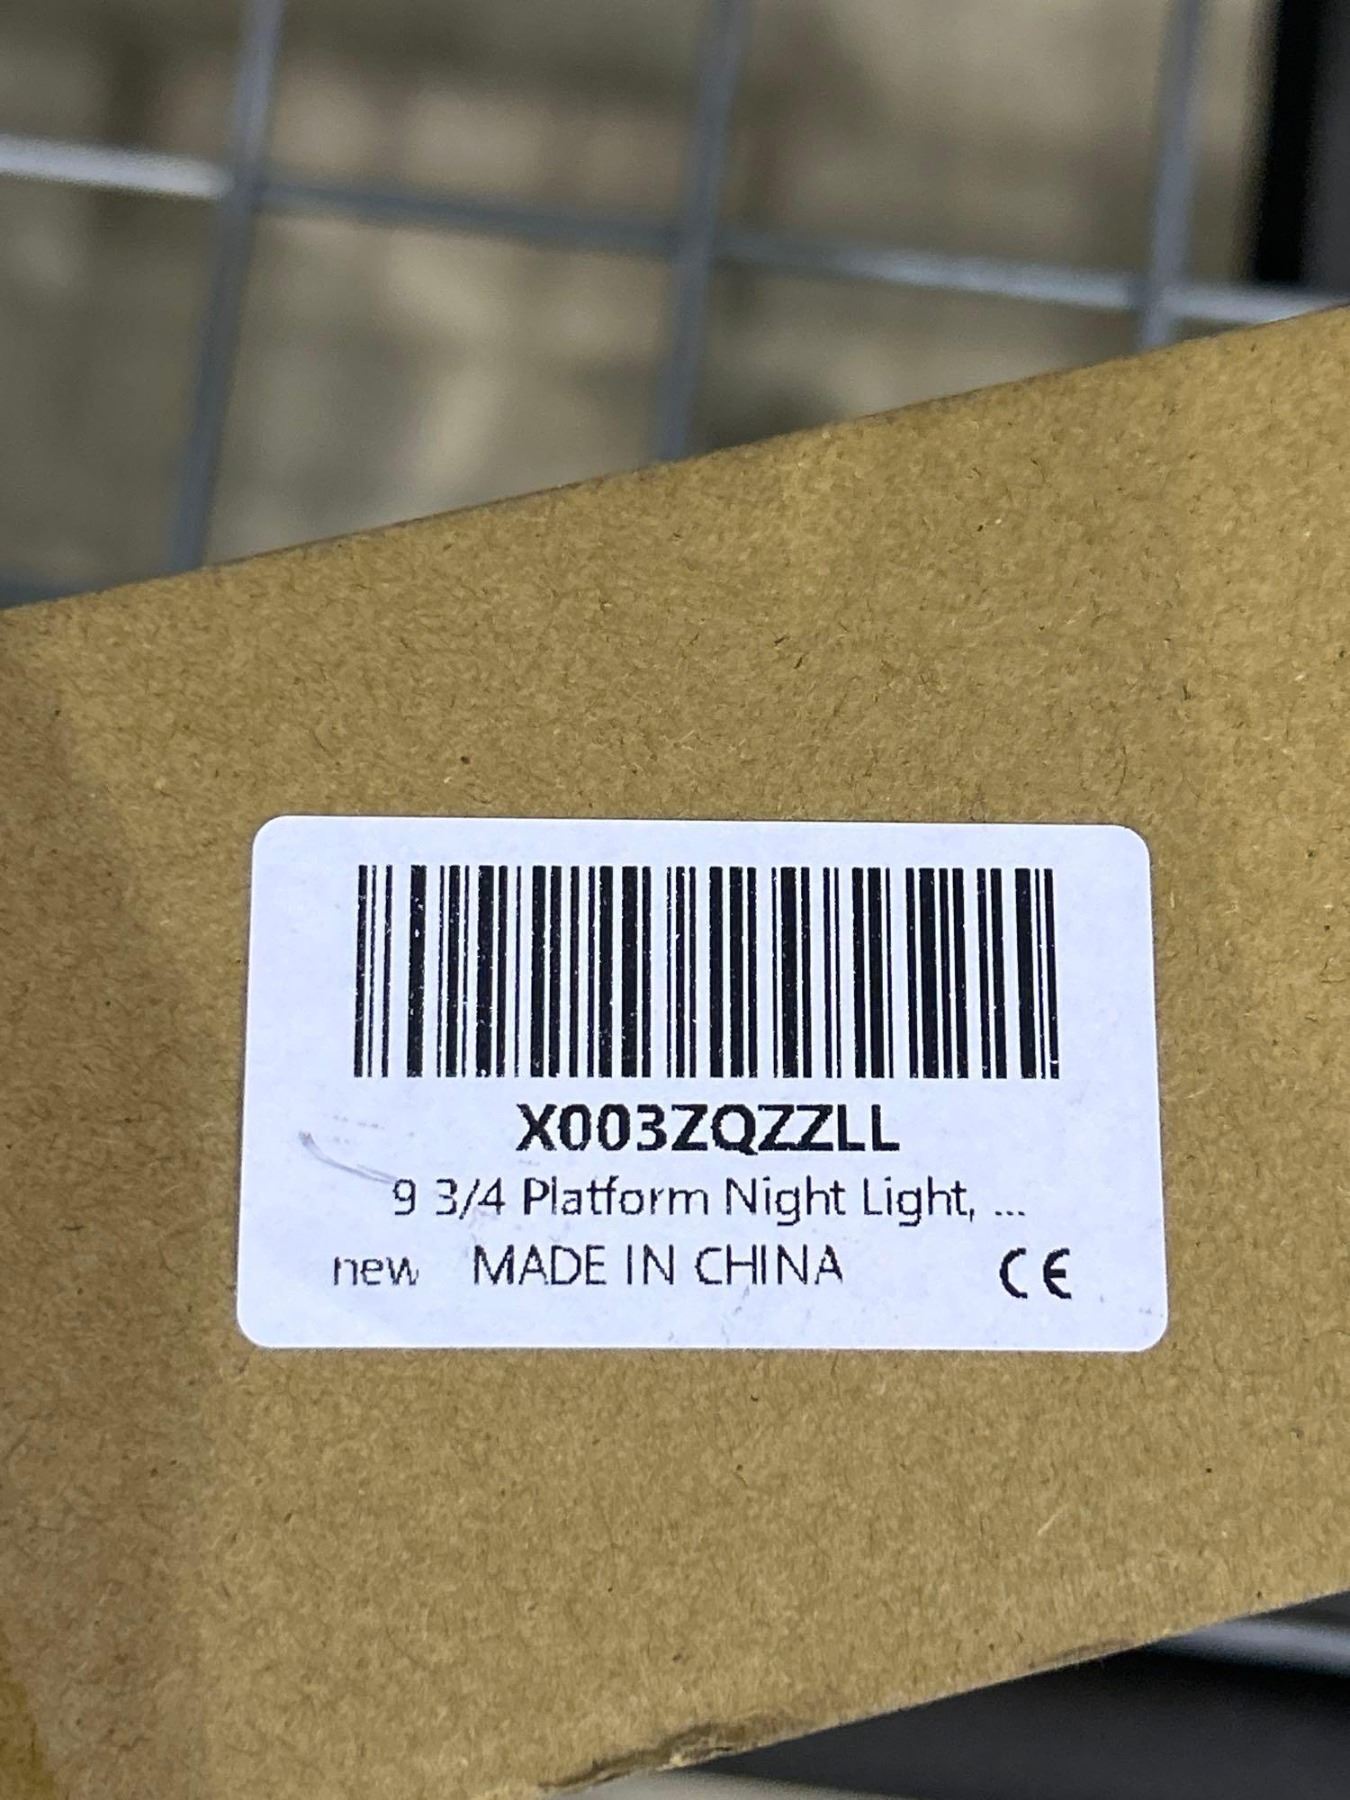 X003ZQZZLL
9 3/4 Platform Night Light, ...
new MADE IN CHINA CE